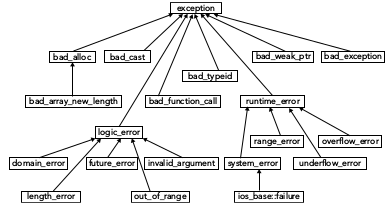 exception
bad_alloc bad_cast bad_weak_ptr bad_exception
bad_typeid
bad_array_new_length bad_function_call runtime_error
logic_error
range_error overflow_error
domain_error future_error invalid_argument system_error underflow_error
length_error out_of_range ios_base::failure